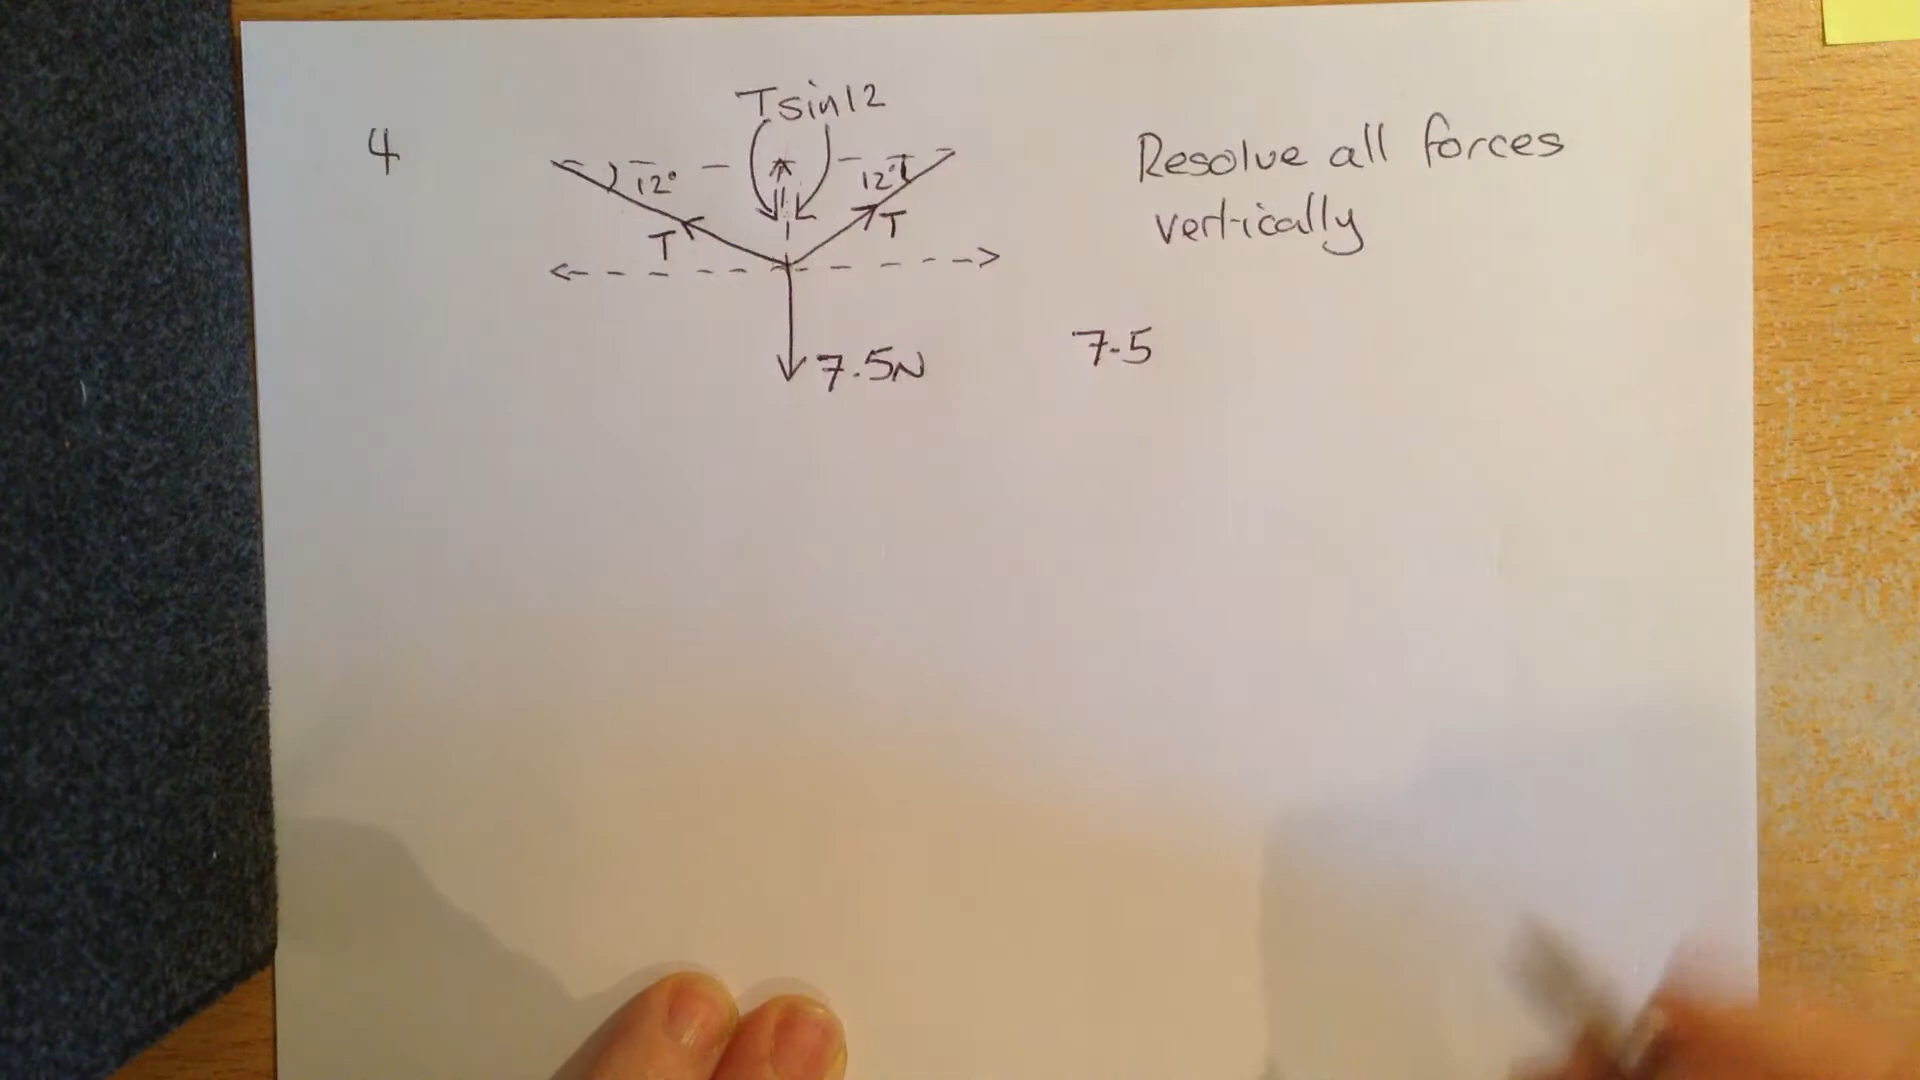 4
Tsin12
12°
12°
T
T
7.5N
Resolve all forces
vertically
7.5